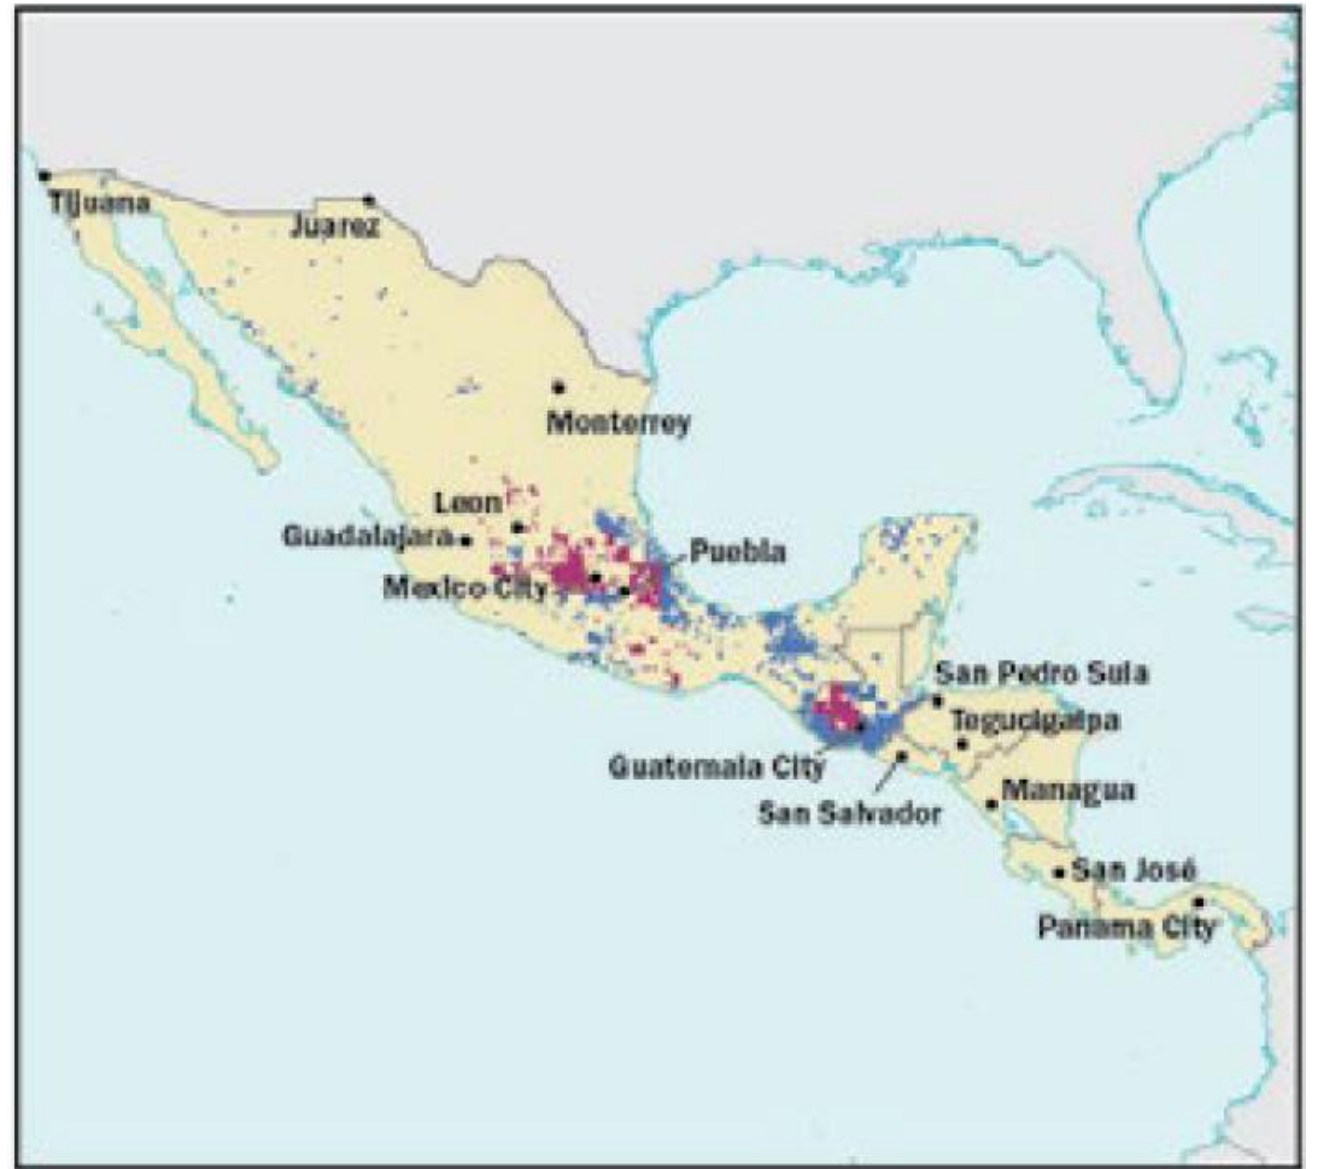 Tijuana
Juarez
Monterrey
Leon
Guadalajara
Puebla
Mexico City
San Pedro Sula
Tegucigalpa
Guatemala City
San Salvador
Managua
San José
Panama City